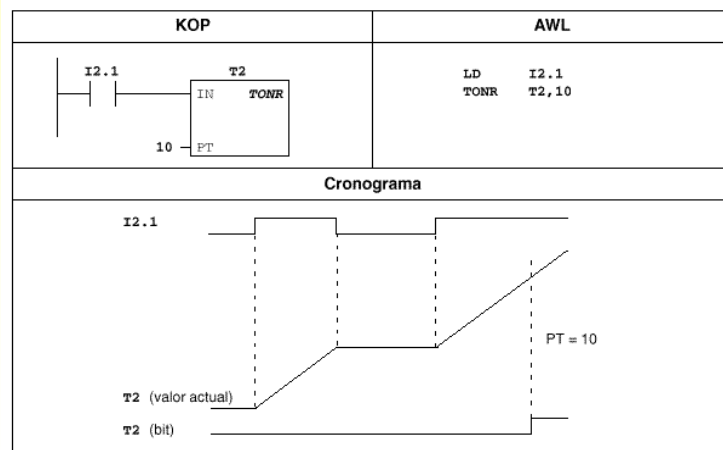 KOP
AWL
I2.1
T2
IN TONR
10 PT
LD I2.1
TONR T2,10
Cronograma
I2.1
PT = 10
T2 (valor actual)
T2 (bit)